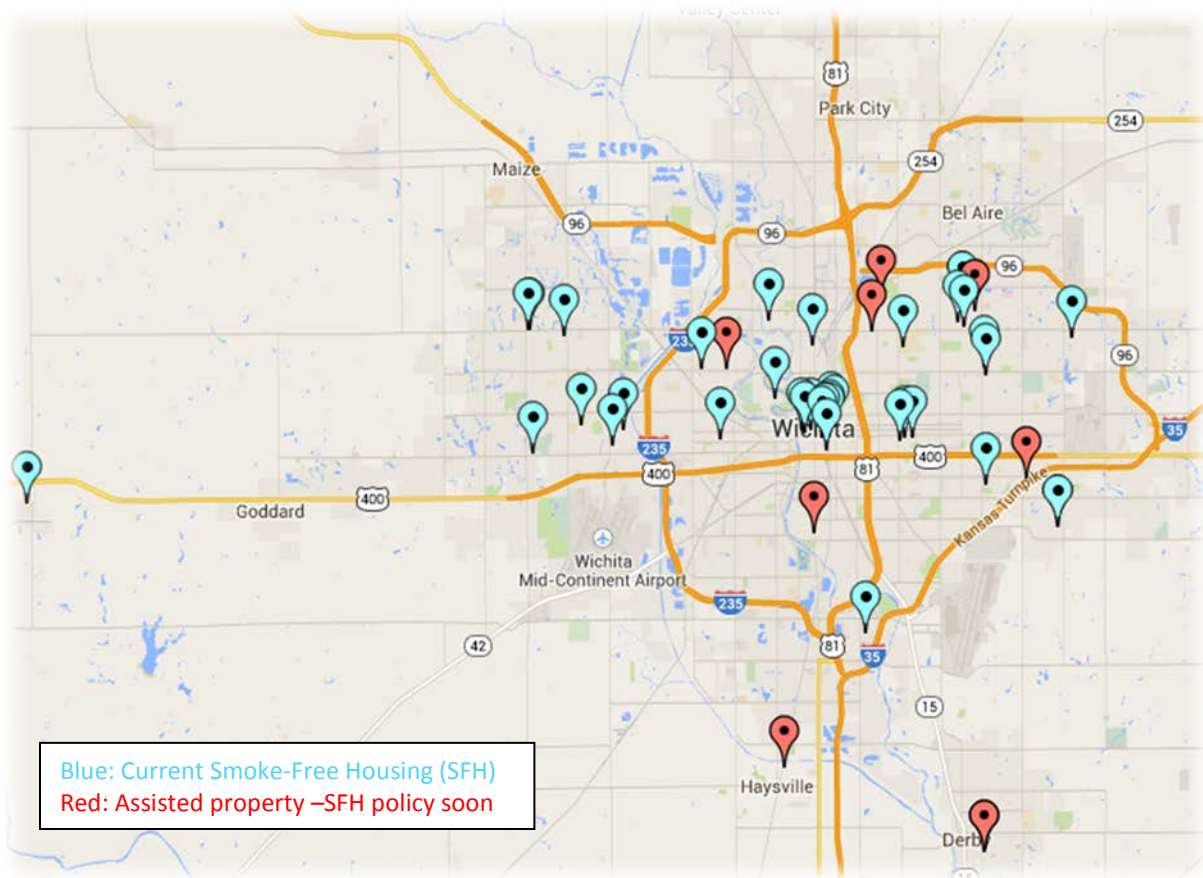 Valley Center
81
Park City
254
254
Maize
96
Bel Aire
96
96
235
96
Wichita
35
235
400
400
81
400
Goddard
Kansas Turnpike
Wichita
Mid-Continent Airport
235
42
81
35
15
Blue: Current Smoke-Free Housing (SFH)
Red: Assisted property –SFH policy soon
Haysville
Derby
15